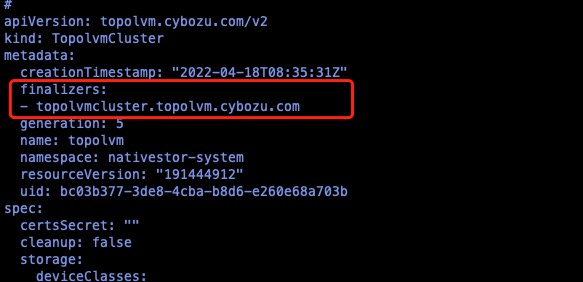 #
apiVersion: topolvm.cybozu.com/v2
kind: TopolvmCluster
metadata:
  creationTimestamp: "2022-04-18T08:35:31Z"
  finalizers:
  - topolvmcluster.topolvm.cybozu.com
  generation: 5
  name: topolvm
  namespace: nativestor-system
  resourceVersion: "191444912"
  uid: bc03b377-3de8-4cba-b8d6-e260e68a703b
spec:
  certsSecret: ""
  cleanup: false
  storage:
    deviceClasses: